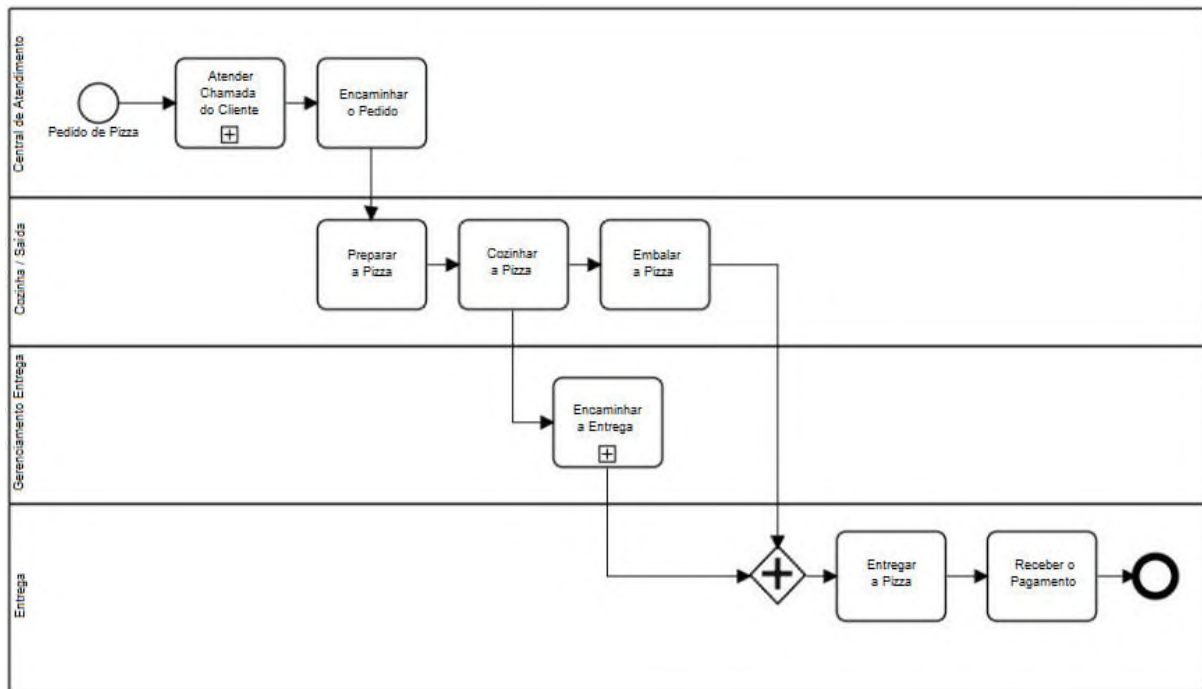 Central de Atendimento
Pedido de Pizza
Atender
Chamada
do Cliente
Encaminhar
o Pedido
Cozinha / Saída
Preparar
a Pizza
Cozinhar
a Pizza
Embalar
a Pizza
Gerenciamento Entrega
Encaminhar
a Entrega
Entrega
Entregar
a Pizza
Receber o
Pagamento